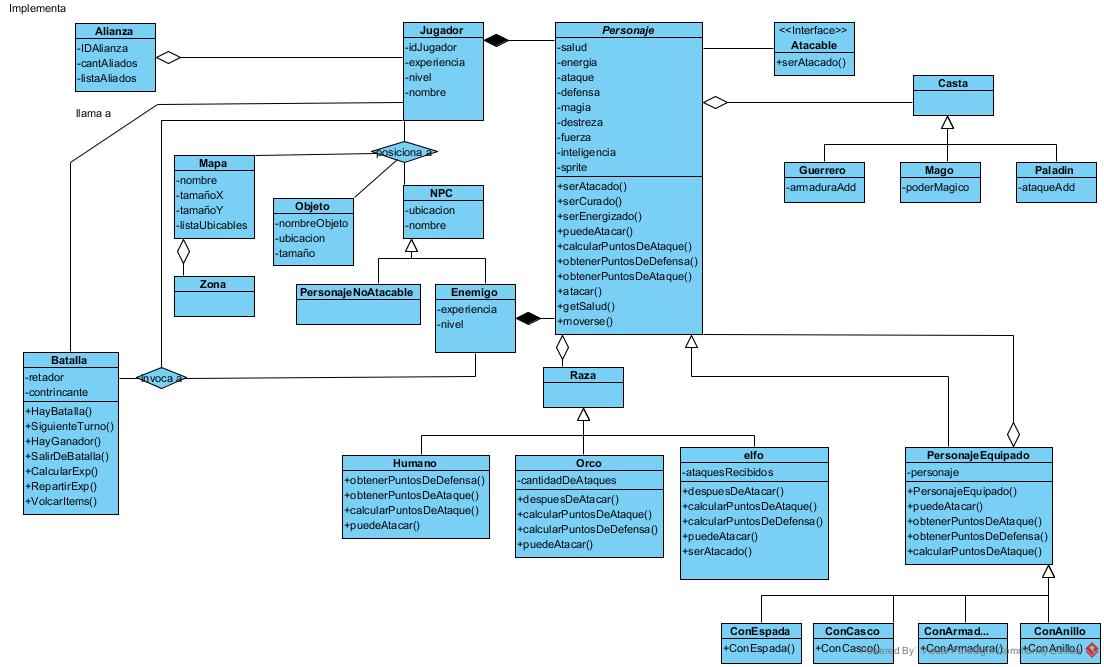 Implementa
Alianza
-IDAlianza
-cantAliados
-listaAliados
Jugador
-idJugador
-experiencia
-nivel
-nombre
Personaje
-salud
-energia
-ataque
-defensa
-magia
-destreza
-fuerza
-inteligencia
-sprite
+serAtacado()
+serCurado()
+serEnergizado()
+puedeAtacar()
+calcularPuntosDeAtaque()
+obtenerPuntosDeDefensa()
+obtenerPuntosDeAtaque()
+atacar()
+getSalud()
+moverse()
<<Interface>>
Atacable
+serAtacado()
Casta
Guerrero
-armaduraAdd
Mago
-poderMagico
Paladin
-ataqueAdd
llama a
posiciona a
Mapa
-nombre
-tamañoX
-tamañoY
-listaUbicables
Objeto
-nombreObjeto
-ubicacion
-tamaño
NPC
-ubicacion
-nombre
Zona
PersonajeNoAtacable
Enemigo
-experiencia
-nivel
Batalla
-retador
-contrincante
+HayBatalla()
+SiguienteTurno()
+HayGanador()
+SalirDeBatalla()
+CalcularExp()
+RepartirExp()
+VolcarItems()
invoca a
Raza
Humano
+obtenerPuntosDeDefensa()
+obtenerPuntosDeAtaque()
+calcularPuntosDeAtaque()
+puedeAtacar()
Orco
-cantidadDeAtaques
+despuesDeAtacar()
+calcularPuntosDeAtaque()
+calcularPuntosDeDefensa()
+puedeAtacar()
elfo
-ataquesRecibidos
+despuesDeAtacar()
+calcularPuntosDeAtaque()
+calcularPuntosDeDefensa()
+puedeAtacar()
+serAtacado()
PersonajeEquipado
-personaje
+PersonajeEquipado()
+puedeAtacar()
+obtenerPuntosDeAtaque()
+obtenerPuntosDeDefensa()
+calcularPuntosDeAtaque()
ConEspada
+ConEspada()
ConCasco
+ConCasco()
ConArmad...
+ConArmadura()
ConAnillo
+ConAnillo()
Powered By Visual Paradigm Community Edition